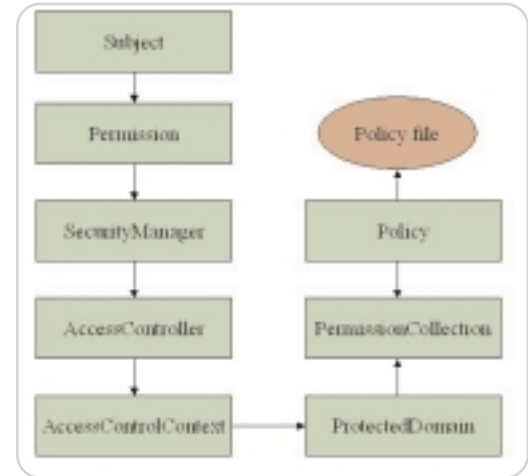 Subject
Permission
Policy file
SecurityManager
Policy
AccessController
PermissionCollection
AccessControlContext
ProtectedDomain